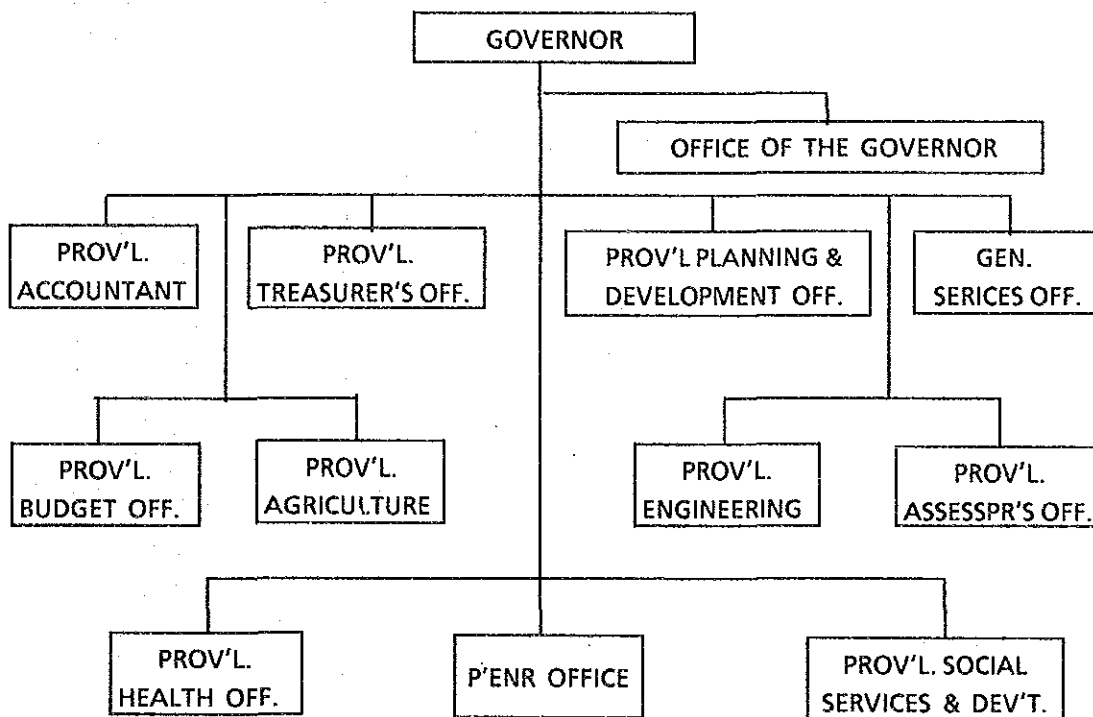 GOVERNOR
OFFICE OF THE GOVERNOR
PROV'L.
ACCOUNTANT
PROV'L.
TREASURER'S OFF.
PROV'L PLANNING &
DEVELOPMENT OFF.
GEN.
SERICES OFF.
PROV'L.
BUDGET OFF.
PROV'L.
AGRICULTURE
PROV'L.
ENGINEERING
PROV'L.
ASSESSPR'S OFF.
PROV'L.
HEALTH OFF.
P'ENR OFFICE
PROV'L. SOCIAL
SERVICES & DEV'T.